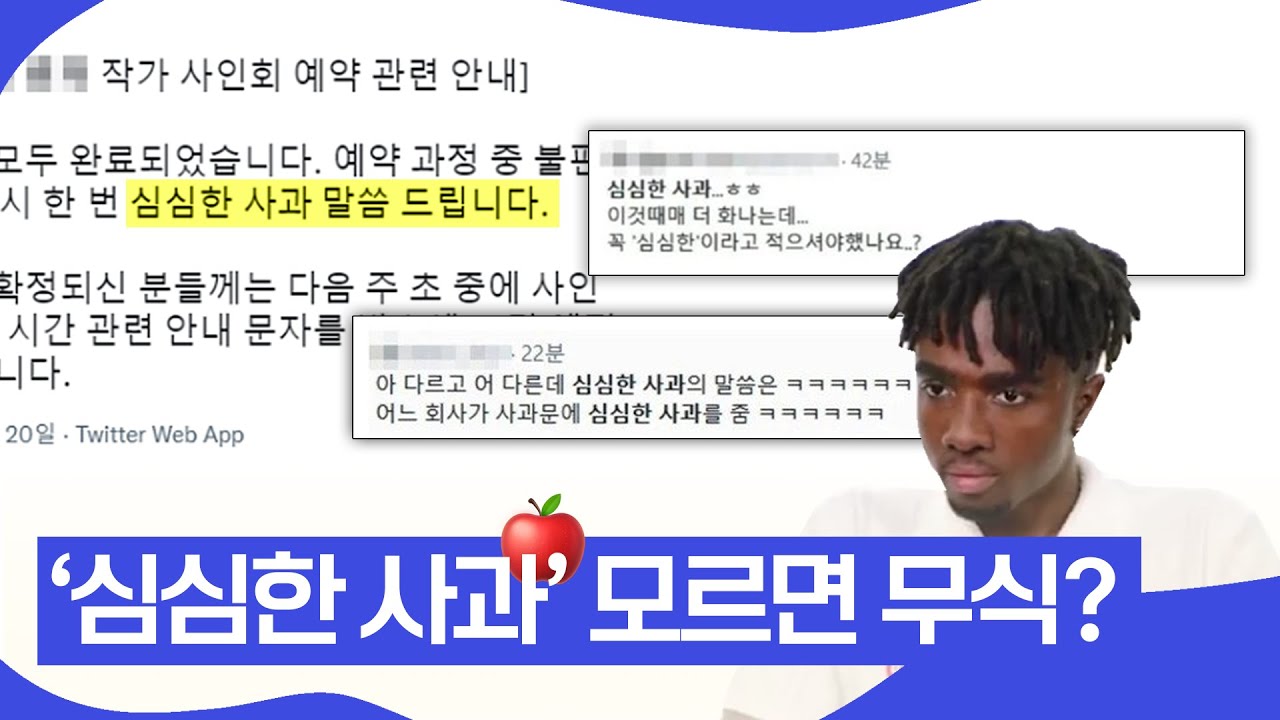 작가 사인회 예약 관련 안내]
모두 완료되었습니다. 예약 과정 중 불편
시 한 번 심심한 사과 말씀 드립니다.
확정되신 분들께는 다음 주 초 중에 사인
시간 관련 안내 문자를
니다.
20일 · Twitter Web App
· 42분
심심한 사과...ㅎㅎ
이것때매 더 화나는데...
꼭 '심심한'이라고 적으셔야했나요..?
· 22분
아 다르고 어 다른데 심심한 사과의 말씀은 ㅋㅋㅋㅋㅋㅋ
어느 회사가 사과문에 심심한 사과를 줌 ㅋㅋㅋㅋㅋㅋ
‘심심한 사과’ 모르면 무식?